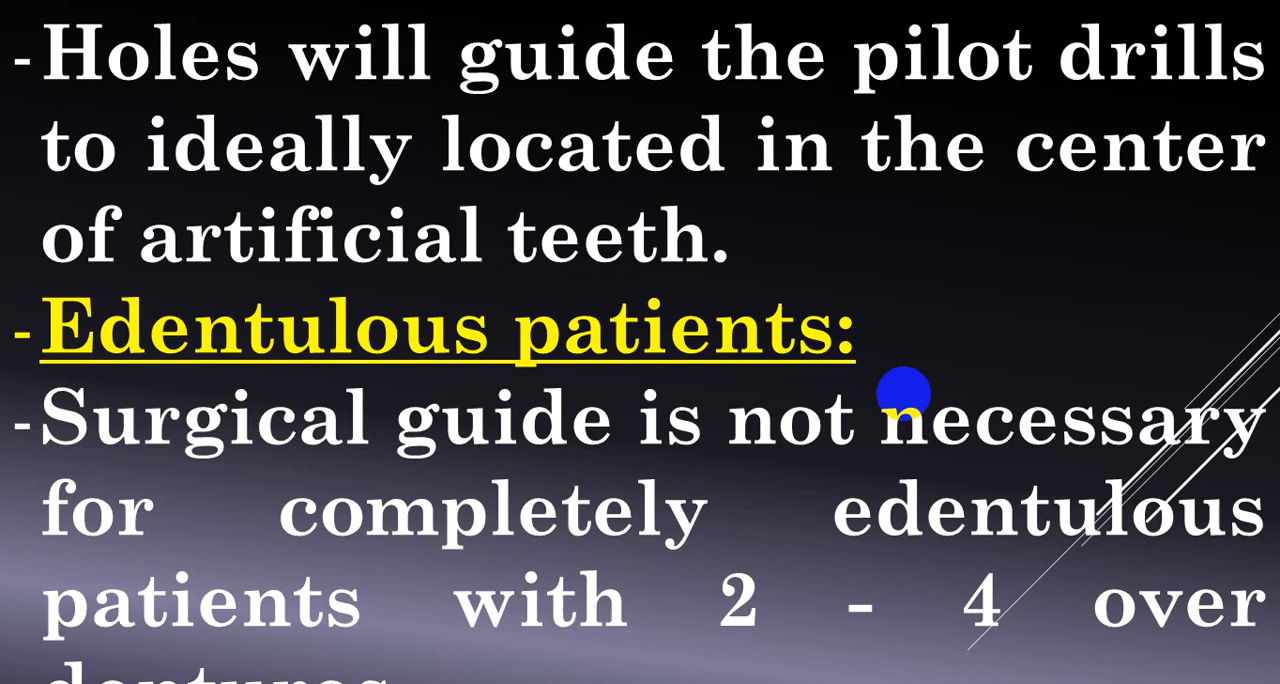 -Holes will guide the pilot drills
to ideally located in the center
of artificial teeth.
-Edentulous patients:
-Surgical guide is not necessary
for completely edentulous
patients with 2 - 4 over
dentures